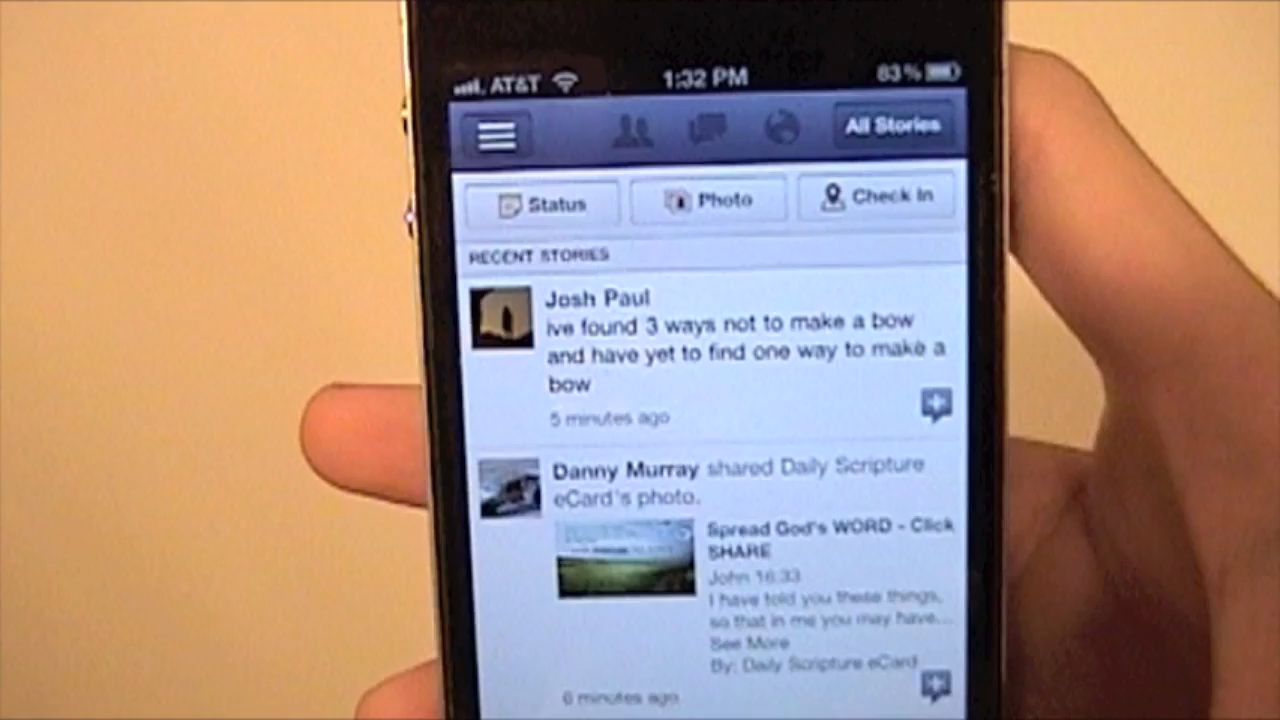 AT&T 1:32 PM 83%
All Stories
Status Photo Check In
RECENT STORIES
Josh Paul
ive found 3 ways not to make a bow
and have yet to find one way to make a
bow
5 minutes ago
Danny Murray shared Daily Scripture
eCard's photo.
Spread God's WORD - Click
SHARE
John 16:33
I have told you these things,
so that in me you may have...
See More
By: Daily Scripture eCard
6 minutes ago